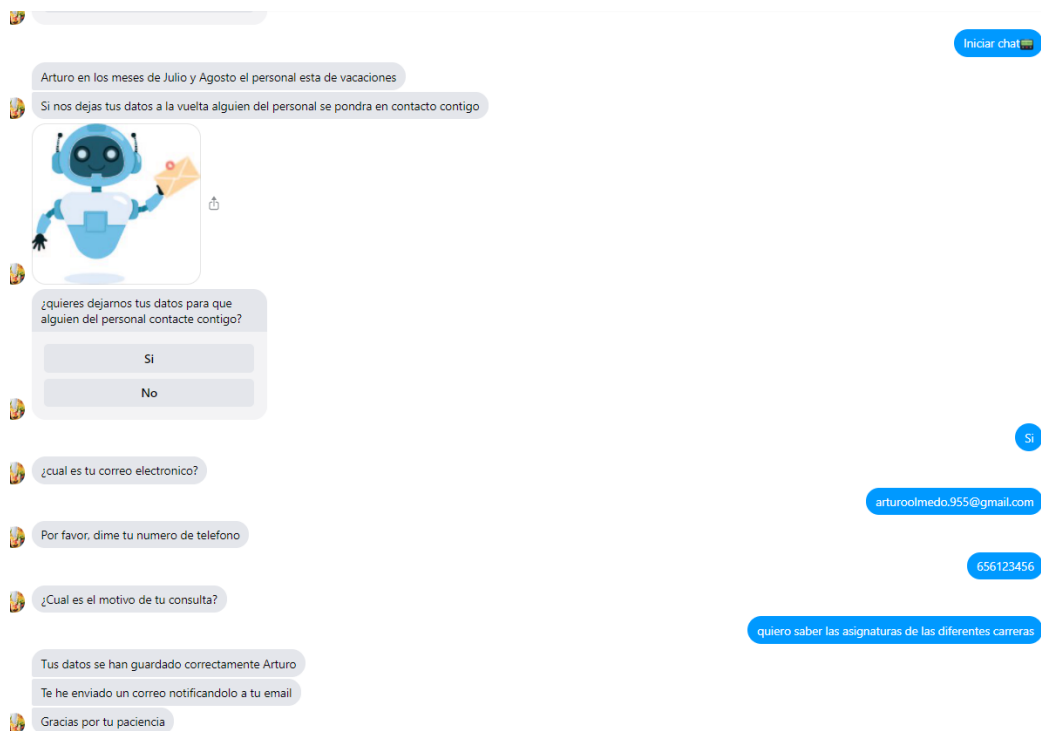 Iniciar chat
Arturo en los meses de Julio y Agosto el personal esta de vacaciones
Si nos dejas tus datos a la vuelta alguien del personal se pondra en contacto contigo
¿quieres dejarnos tus datos para que
alguien del personal contacte contigo?
Si
No
Si
¿cual es tu correo electronico?
arturoolmedo.955@gmail.com
Por favor, dime tu numero de telefono
656123456
¿Cual es el motivo de tu consulta?
quiero saber las asignaturas de las diferentes carreras
Tus datos se han guardado correctamente Arturo
Te he enviado un correo notificandolo a tu email
Gracias por tu paciencia